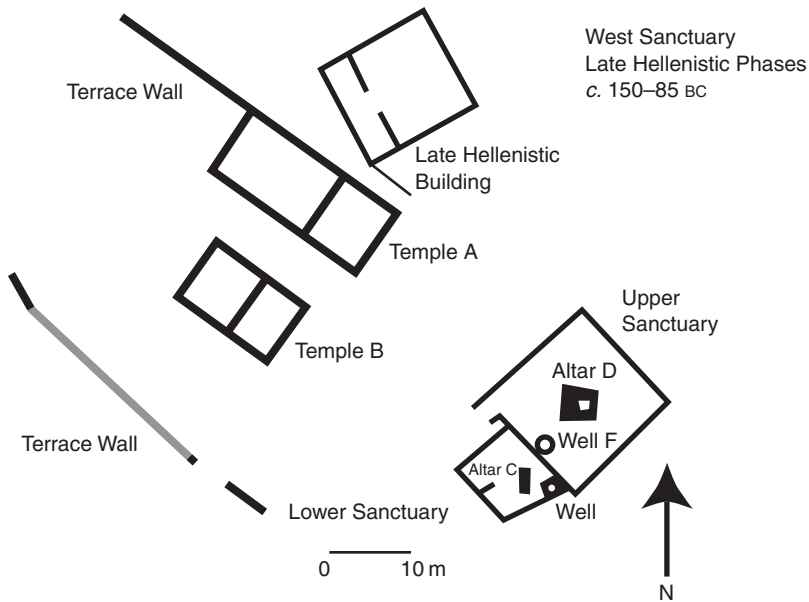 West Sanctuary
Late Hellenistic Phases
c. 150–85 BC
Terrace Wall
Late Hellenistic
Building
Temple A
Upper
Sanctuary
Temple B
Altar D
Well F
Terrace Wall
Altar C
Lower Sanctuary
Well
0 10 m
N